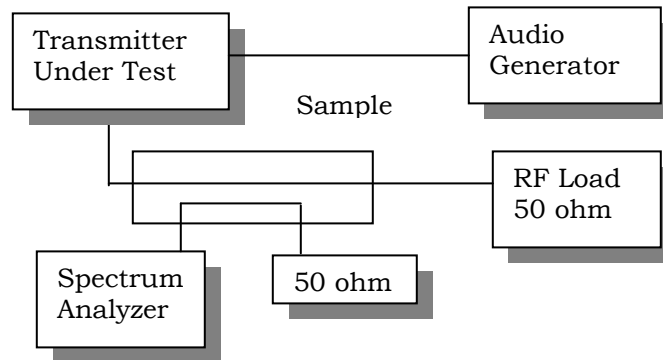 Transmitter
Under Test
Audio
Generator
Sample
RF Load
50 ohm
Spectrum
Analyzer
50 ohm